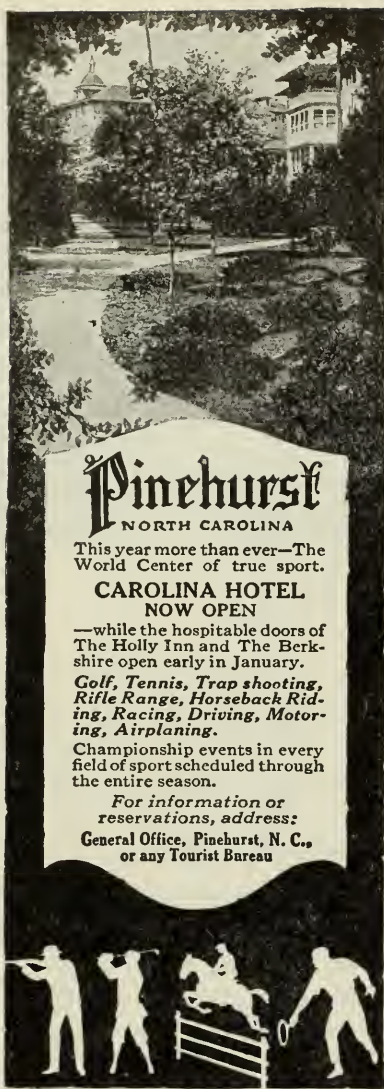 Pinehurst
NORTH CAROLINA
This year more than ever—The
World Center of true sport.
CAROLINA HOTEL
NOW OPEN
—while the hospitable doors of
The Holly Inn and The Berk-
shire open early in January.
Golf, Tennis, Trap shooting,
Rifle Range, Horseback Rid-
ing, Racing, Driving, Motor-
ing, Airplaning.
Championship events in every
field of sport scheduled through
the entire season.
For information or
reservations, address:
General Office, Pinehurst, N. C.,
or any Tourist Bureau